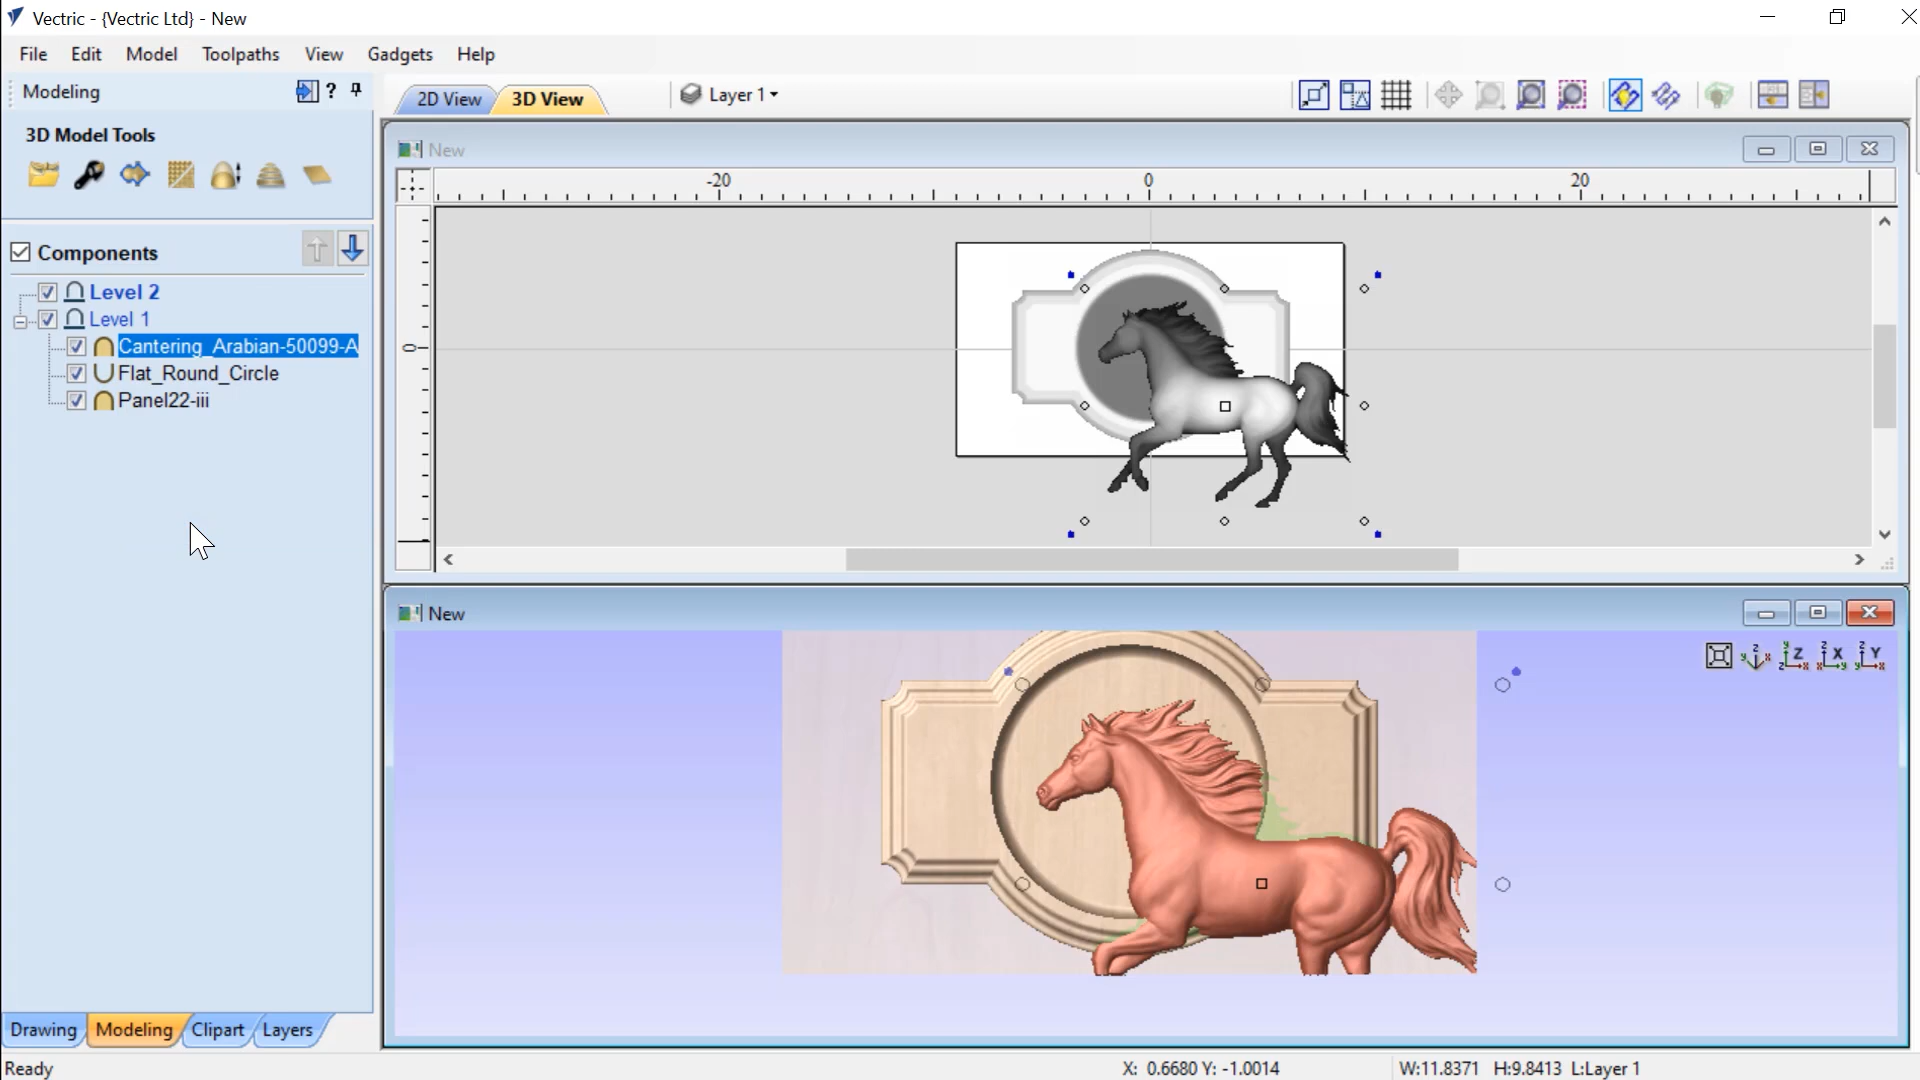 Vectric - {Vectric Ltd} - New
File Edit Model Toolpaths View Gadgets Help
Modeling ?
2D View 3D View Layer 1
3D Model Tools
New
-20 0 20
0
Components
Level 2
Level 1
Cantering_Arabian-50099-A
Flat_Round_Circle
Panel22-iii
New
Drawing Modeling Clipart Layers
Ready X: 0.6680 Y: -1.0014 W:11.8371 H:9.8413 L:Layer 1